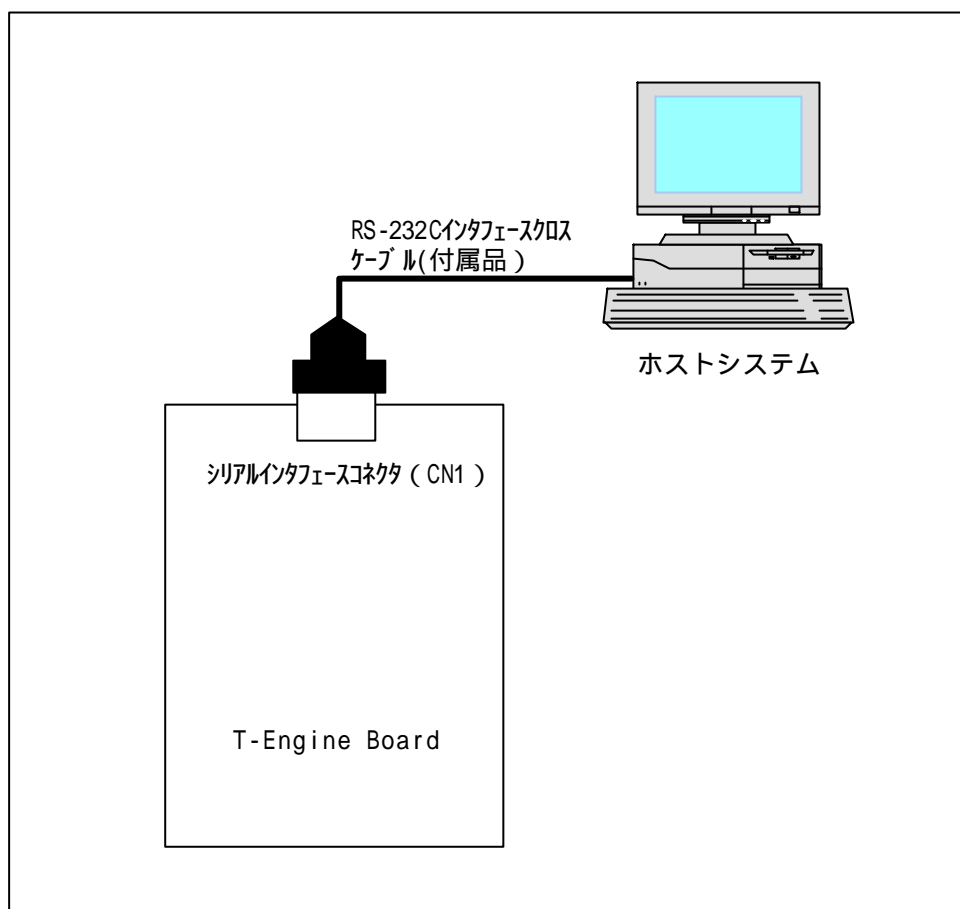 RS-232Cｲﾝﾀﾌｪｰｽｸﾛｽ
ｹｰﾌﾞﾙ(付属品）
ホストシステム
ｼﾘｱﾙｲﾝﾀﾌｪｰｽｺﾈｸﾀ（CN1）
T-Engine Board